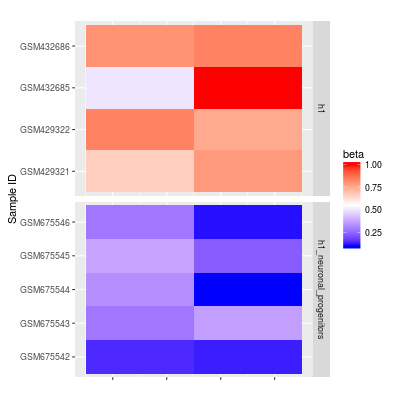 Sample ID
GSM432686
GSM432685
GSM429322
GSM429321
h1
GSM675546
GSM675545
GSM675544
GSM675543
GSM675542
h1_neuronal_progenitors
beta
1.00
0.75
0.50
0.25